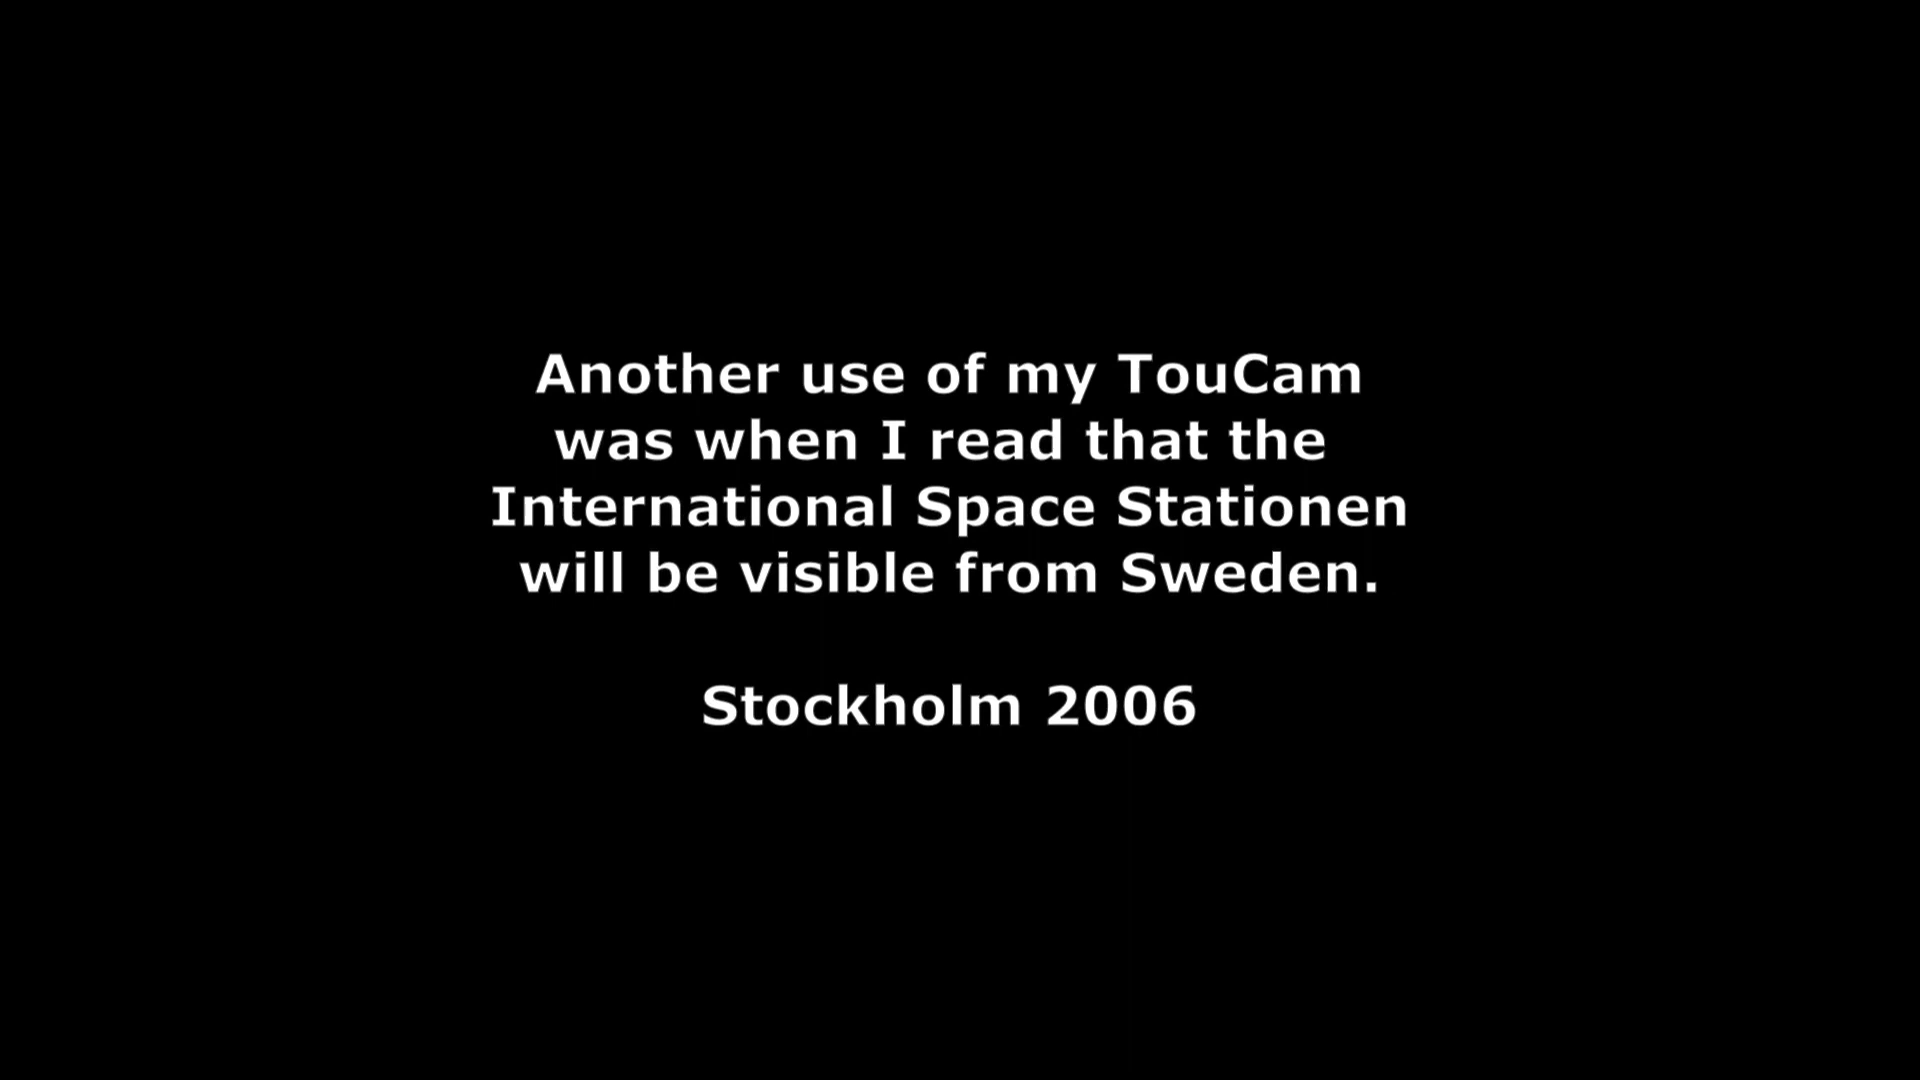 Another use of my TouCam
was when I read that the
International Space Stationen
will be visible from Sweden.
Stockholm 2006